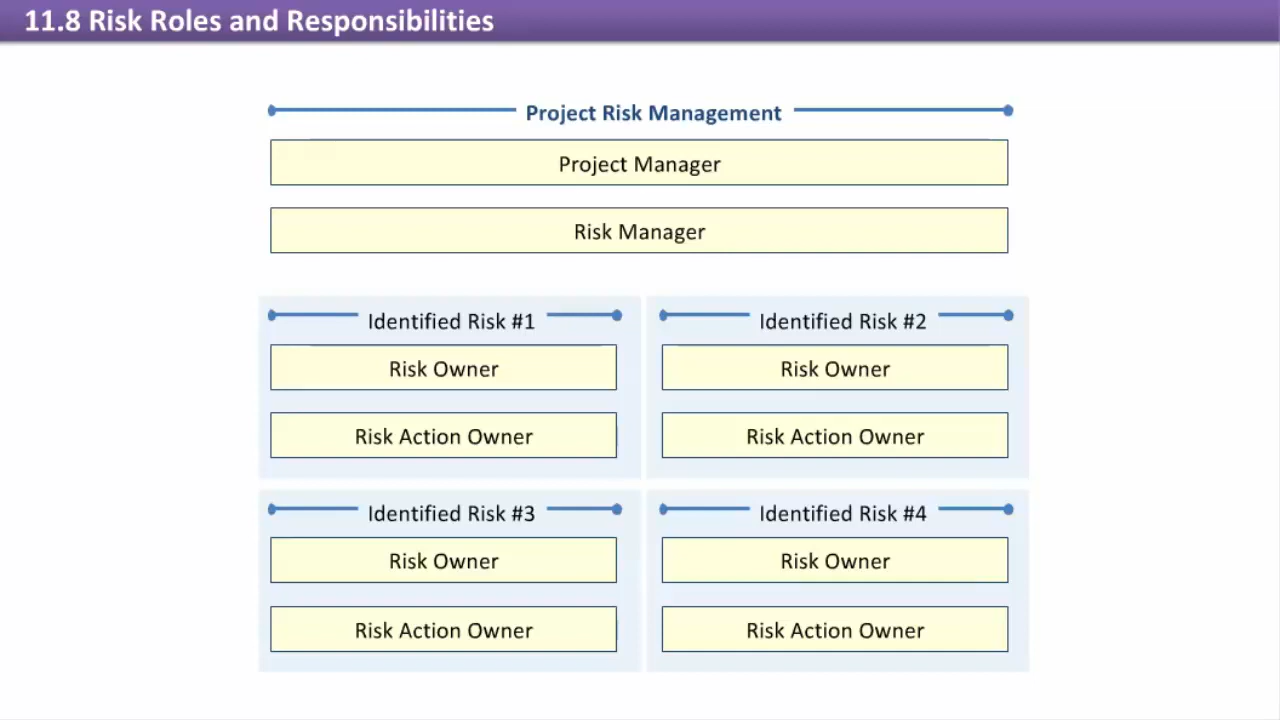 11.8 Risk Roles and Responsibilities
Project Risk Management
Project Manager
Risk Manager
Identified Risk #1
Risk Owner
Risk Action Owner
Identified Risk #2
Risk Owner
Risk Action Owner
Identified Risk #3
Risk Owner
Risk Action Owner
Identified Risk #4
Risk Owner
Risk Action Owner